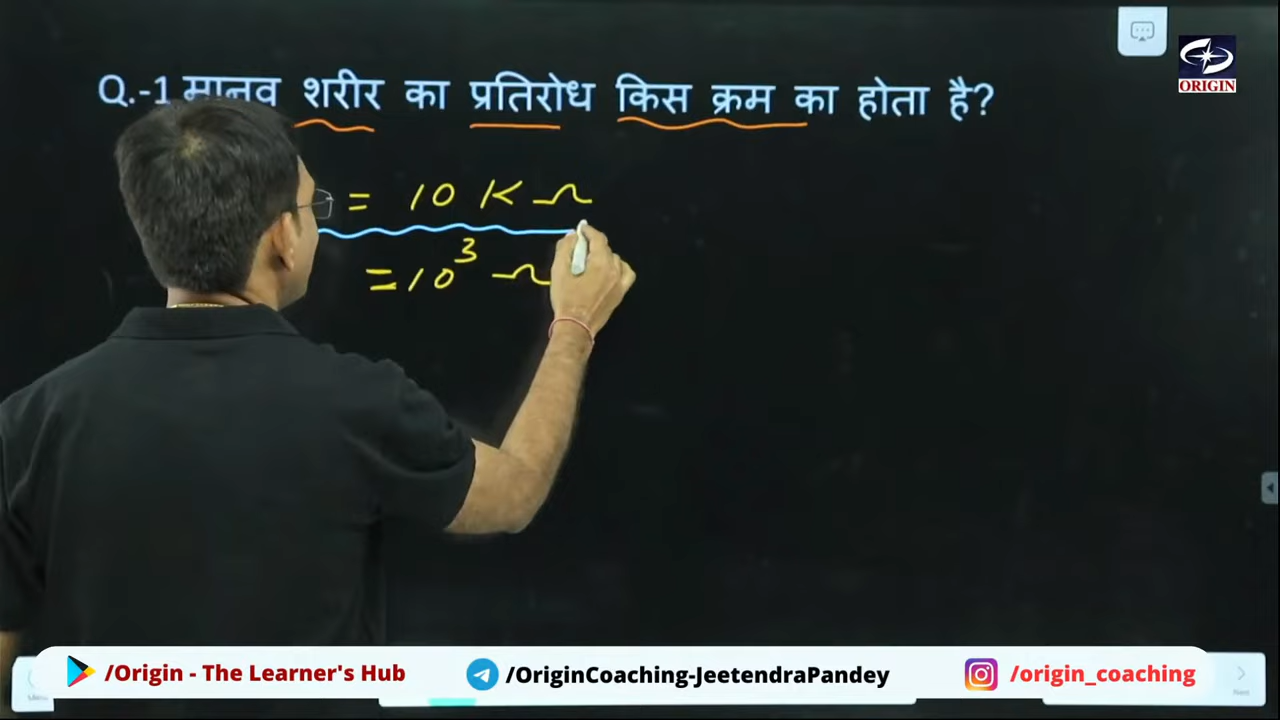 Q.-1 मानव शरीर का प्रतिरोध किस क्रम का होता है?
ORIGIN
= 10 K Ω
= 10³ Ω
/Origin - The Learner's Hub
/OriginCoaching-JeetendraPandey
/origin_coaching